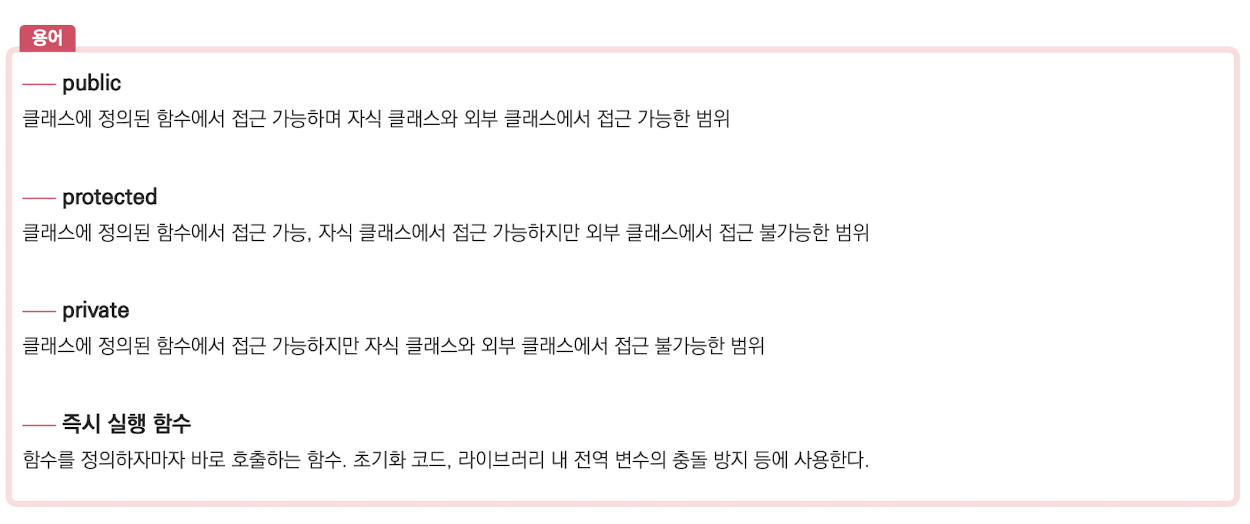 용어
public
클래스에 정의된 함수에서 접근 가능하며 자식 클래스와 외부 클래스에서 접근 가능한 범위
protected
클래스에 정의된 함수에서 접근 가능, 자식 클래스에서 접근 가능하지만 외부 클래스에서 접근 불가능한 범위
private
클래스에 정의된 함수에서 접근 가능하지만 자식 클래스와 외부 클래스에서 접근 불가능한 범위
즉시 실행 함수
함수를 정의하자마자 바로 호출하는 함수. 초기화 코드, 라이브러리 내 전역 변수의 충돌 방지 등에 사용한다.